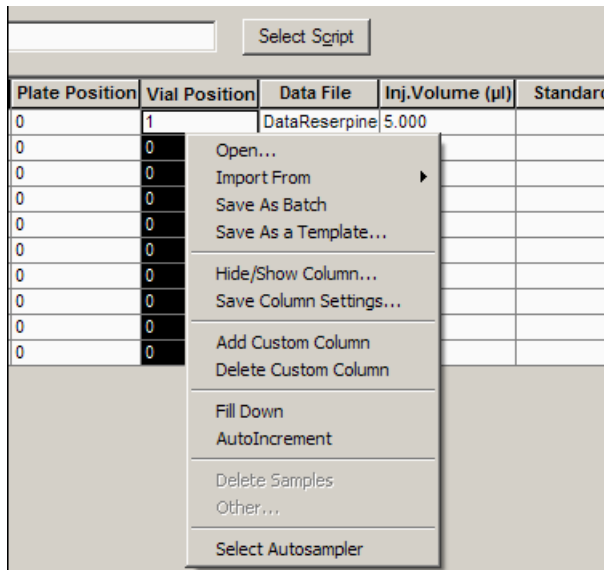 Select Script
Plate Position Vial Position Data File Inj.Volume (µl) Standard
0 1 DataReserpine 5.000
0 0
0 0
0 0
0 0
0 0
0 0
0 0
0 0
0 0
Open...
Import From
Save As Batch
Save As a Template...
Hide/Show Column...
Save Column Settings...
Add Custom Column
Delete Custom Column
Fill Down
AutoIncrement
Delete Samples
Other...
Select Autosampler